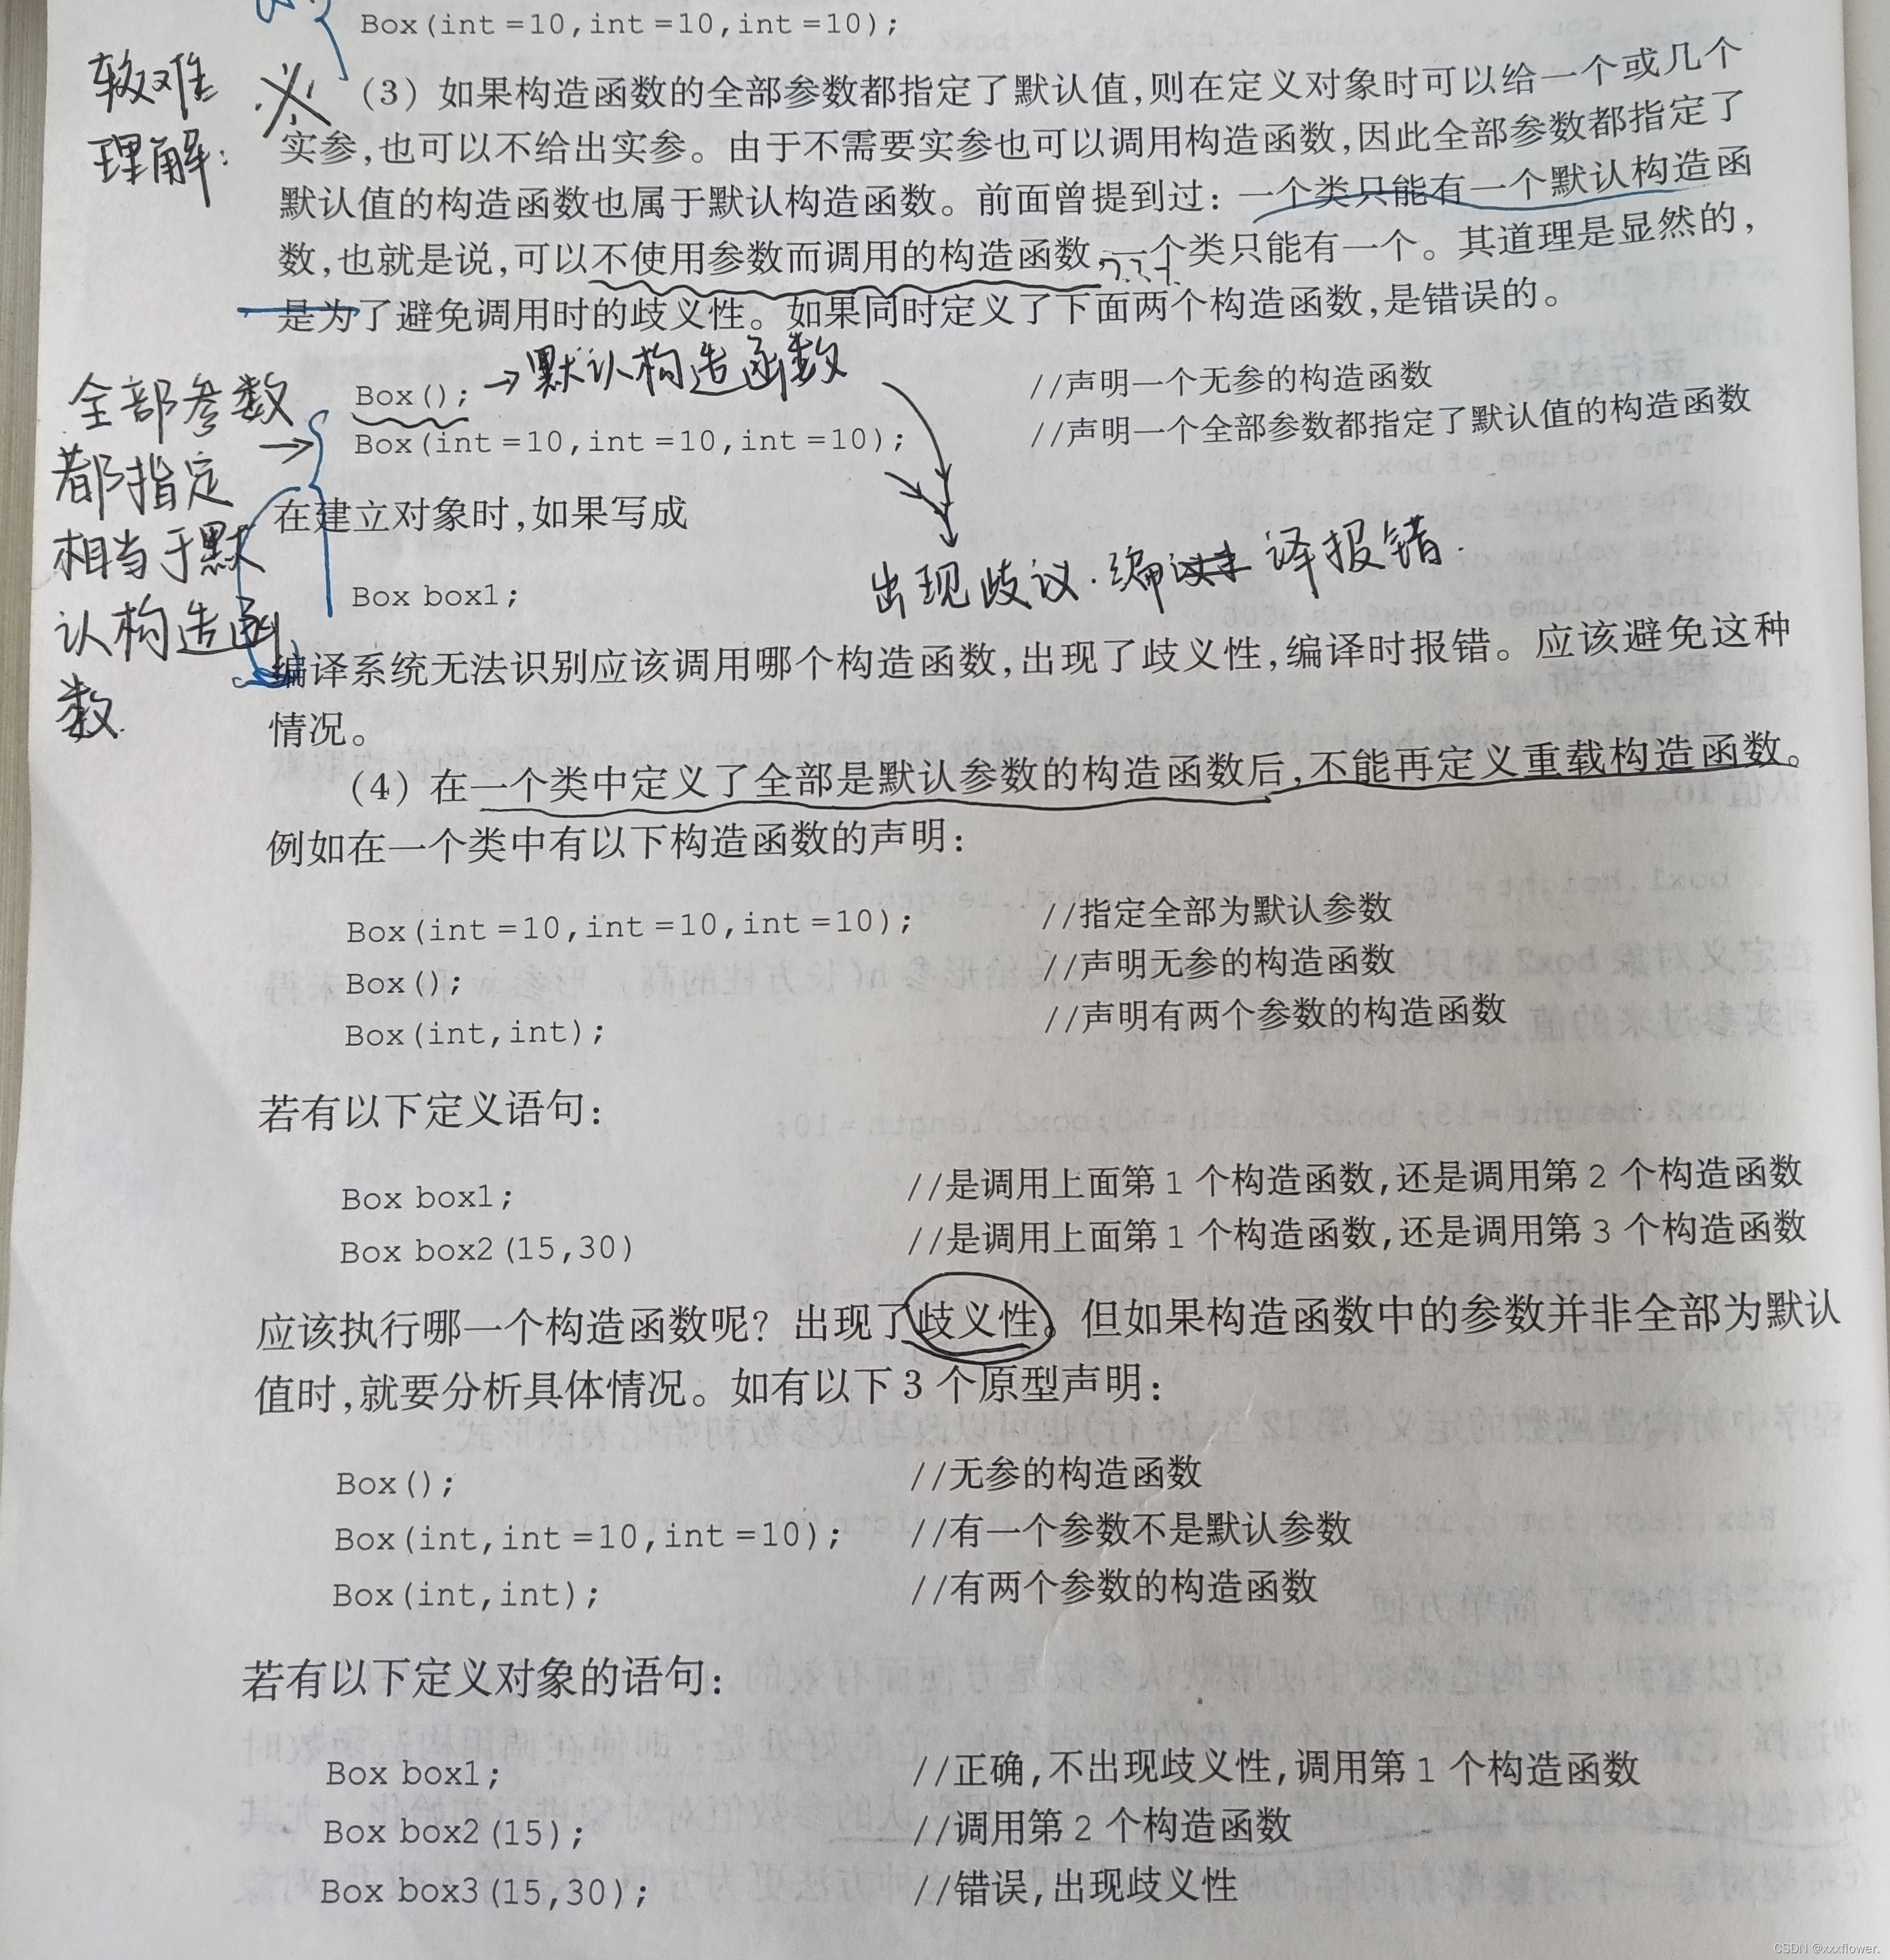 Box(int =10,int =10,int =10);
较难
理解:
(3) 如果构造函数的全部参数都指定了默认值,则在定义对象时可以给一个或几个
实参,也可以不给出实参。由于不需要实参也可以调用构造函数,因此全部参数都指定了
默认值的构造函数也属于默认构造函数。前面曾提到过:一个类只能有一个默认构造函
数,也就是说,可以不使用参数而调用的构造函数,一个类只能有一个。其道理是显然的,
是为了避免调用时的歧义性。如果同时定义了下面两个构造函数,是错误的。
Box(); →默认构造函数 //声明一个无参的构造函数
Box(int =10,int =10,int =10); //声明一个全部参数都指定了默认值的构造函数
全部参数
都指定
相当于默
认构造函
数.
在建立对象时,如果写成
出现歧议.编译报错.
Box box1;
编译系统无法识别应该调用哪个构造函数,出现了歧义性,编译时报错。应该避免这种
情况。
(4) 在一个类中定义了全部是默认参数的构造函数后,不能再定义重载构造函数。
例如在一个类中有以下构造函数的声明:
Box(int =10,int =10,int =10); //指定全部为默认参数
Box(); //声明无参的构造函数
Box(int,int); //声明有两个参数的构造函数
若有以下定义语句:
Box box1; //是调用上面第 1 个构造函数,还是调用第 2 个构造函数
Box box2(15,30) //是调用上面第 1 个构造函数,还是调用第 3 个构造函数
应该执行哪一个构造函数呢? 出现了歧义性。但如果构造函数中的参数并非全部为默认
值时,就要分析具体情况。如有以下 3 个原型声明:
Box(); //无参的构造函数
Box(int,int =10,int =10); //有一个参数不是默认参数
Box(int,int); //有两个参数的构造函数
若有以下定义对象的语句:
Box box1; //正确,不出现歧义性,调用第 1 个构造函数
Box box2(15); //调用第 2 个构造函数
Box box3(15,30); //错误,出现歧义性
CSDN @xxxflower.